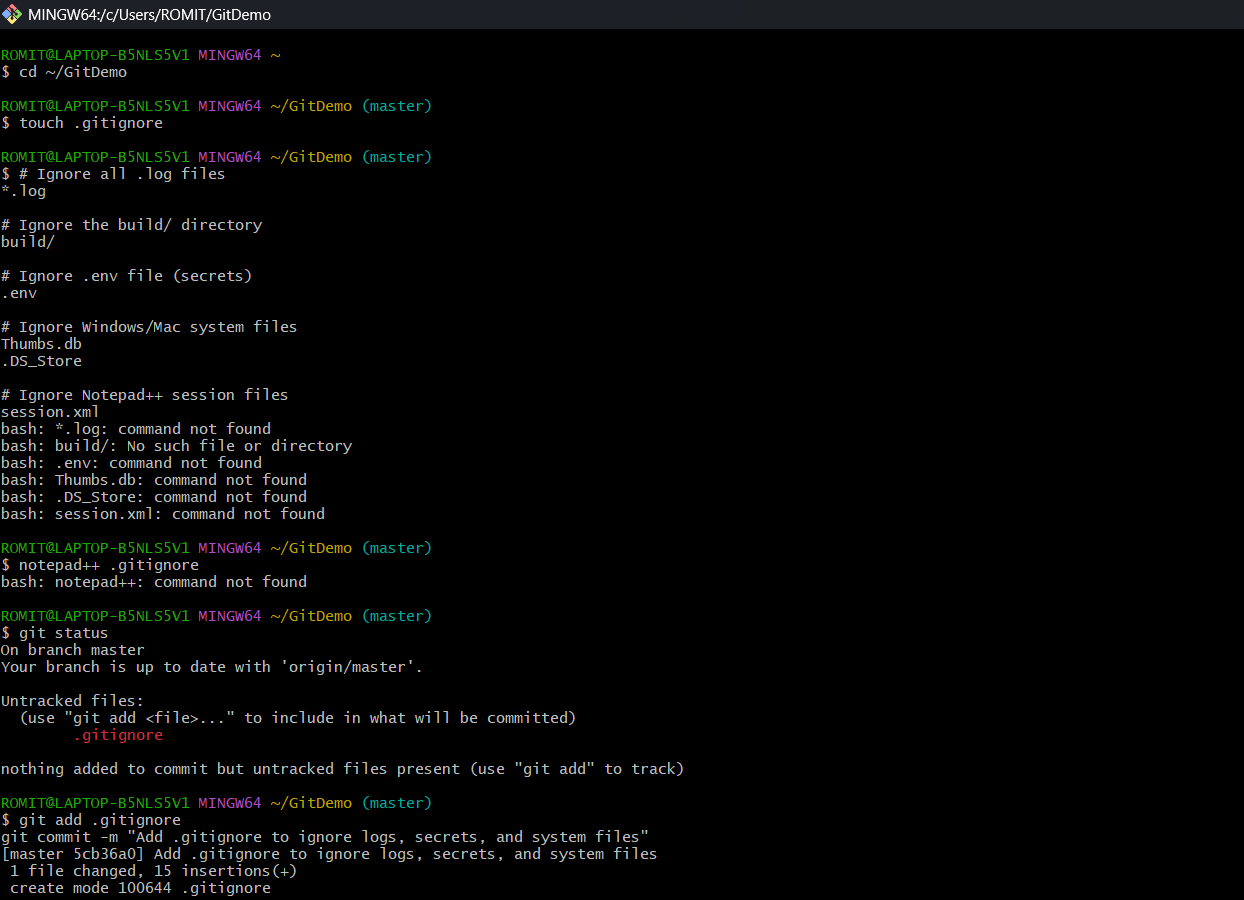 MINGW64:/c/Users/ROMIT/GitDemo
ROMIT@LAPTOP-B5NLS5V1 MINGW64 ~
$ cd ~/GitDemo
ROMIT@LAPTOP-B5NLS5V1 MINGW64 ~/GitDemo (master)
$ touch .gitignore
ROMIT@LAPTOP-B5NLS5V1 MINGW64 ~/GitDemo (master)
$ # Ignore all .log files
*.log
# Ignore the build/ directory
build/
# Ignore .env file (secrets)
.env
# Ignore Windows/Mac system files
Thumbs.db
.DS_Store
# Ignore Notepad++ session files
session.xml
bash: *.log: command not found
bash: build/: No such file or directory
bash: .env: command not found
bash: Thumbs.db: command not found
bash: .DS_Store: command not found
bash: session.xml: command not found
ROMIT@LAPTOP-B5NLS5V1 MINGW64 ~/GitDemo (master)
$ notepad++ .gitignore
bash: notepad++: command not found
ROMIT@LAPTOP-B5NLS5V1 MINGW64 ~/GitDemo (master)
$ git status
On branch master
Your branch is up to date with 'origin/master'.
Untracked files:
  (use "git add <file>..." to include in what will be committed)
        .gitignore
nothing added to commit but untracked files present (use "git add" to track)
ROMIT@LAPTOP-B5NLS5V1 MINGW64 ~/GitDemo (master)
$ git add .gitignore
git commit -m "Add .gitignore to ignore logs, secrets, and system files"
[master 5cb36a0] Add .gitignore to ignore logs, secrets, and system files
 1 file changed, 15 insertions(+)
 create mode 100644 .gitignore